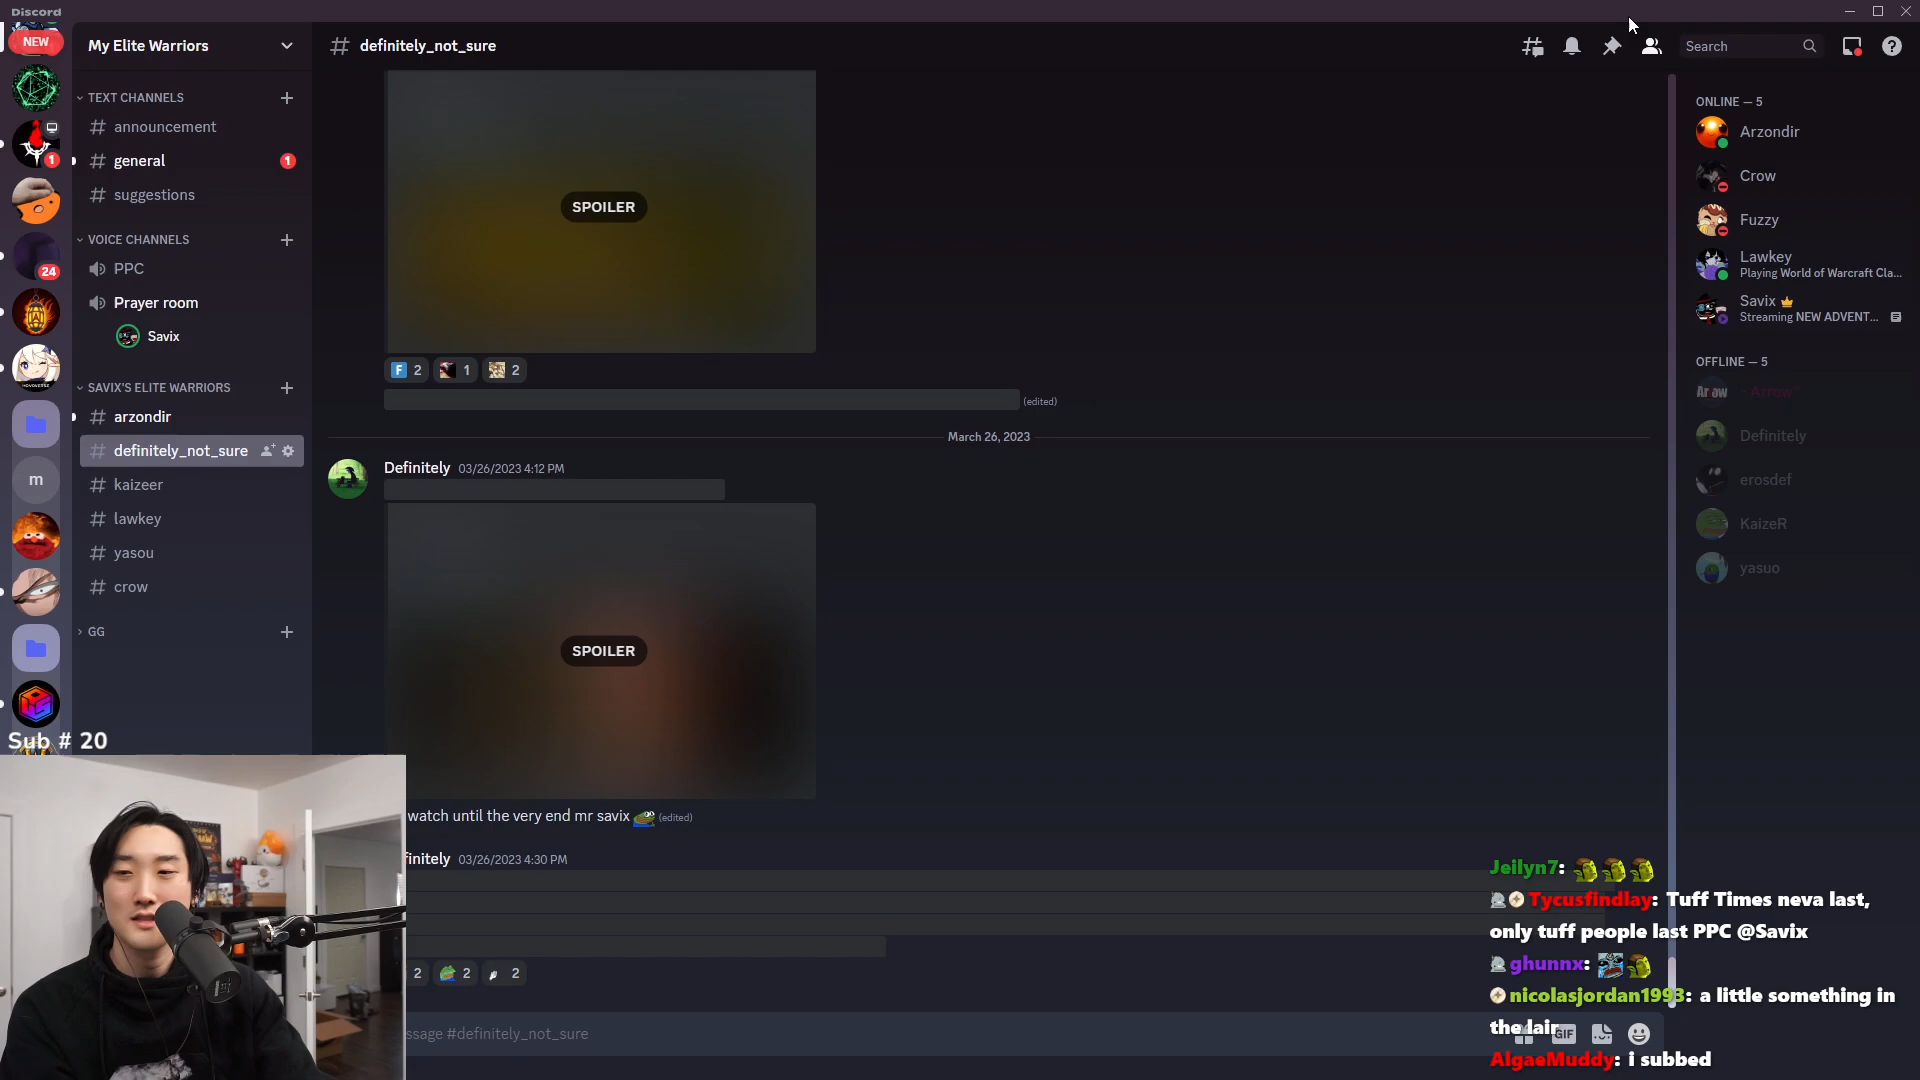 Discord
NEW
My Elite Warriors
definitely_not_sure
Search
TEXT CHANNELS
announcement
general
1
suggestions
VOICE CHANNELS
PPC
Prayer room
Savix
SAVIX'S ELITE WARRIORS
arzondir
definitely_not_sure
kaizeer
lawkey
yasou
crow
GG
1
24
m
Sub # 20
SPOILER
F 2
1
2
(edited)
March 26, 2023
Definitely 03/26/2023 4:12 PM
SPOILER
watch until the very end mr savix (edited)
finitely 03/26/2023 4:30 PM
2
2
2
ssage #definitely_not_sure
GIF
ONLINE — 5
Arzondir
Crow
Fuzzy
Lawkey
Playing World of Warcraft Cla...
Savix
Streaming NEW ADVENT...
OFFLINE — 5
Arrow
Definitely
erosdef
KaizeR
yasuo
Jeilyn7:
Tycusfindlay: Tuff Times neva last,
only tuff people last PPC @Savix
ghunnx:
nicolasjordan1993: a little something in
the lair
AlgaeMuddy: i subbed